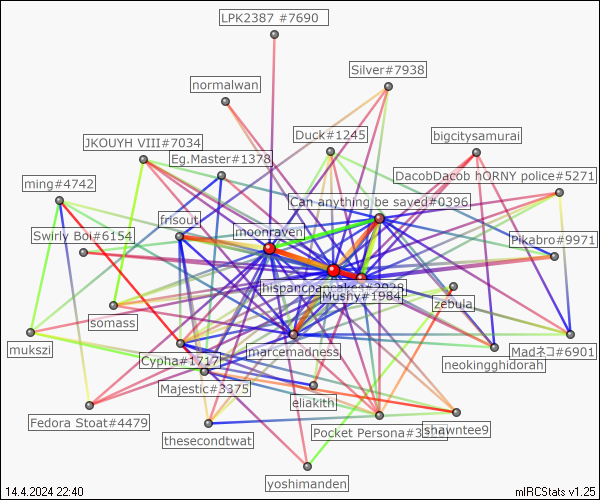 LPK2387 #7690
Silver#7938
normalwan
Duck#1245
bigcitysamurai
JKOUYH VIII#7034
Eg.Master#1378
DacobDacob hORNY police#5271
ming#4742
Can anything be sayed#0396
frisout
moonraven
Swirly Boi#6154
Pikabro#9971
hispancpancakes#3928
Mushy#1984
zebula
somass
mukszi
marcemadness
Madネコ#6901
Cypha#1717
neokingghidorah
Majestic#3375
eliakith
Fedora Stoat#4479
thesecondtwat
Pocket Persona#3
shawntee9
yoshimanden
14.4.2024 22:40
mIRCStats v1.25